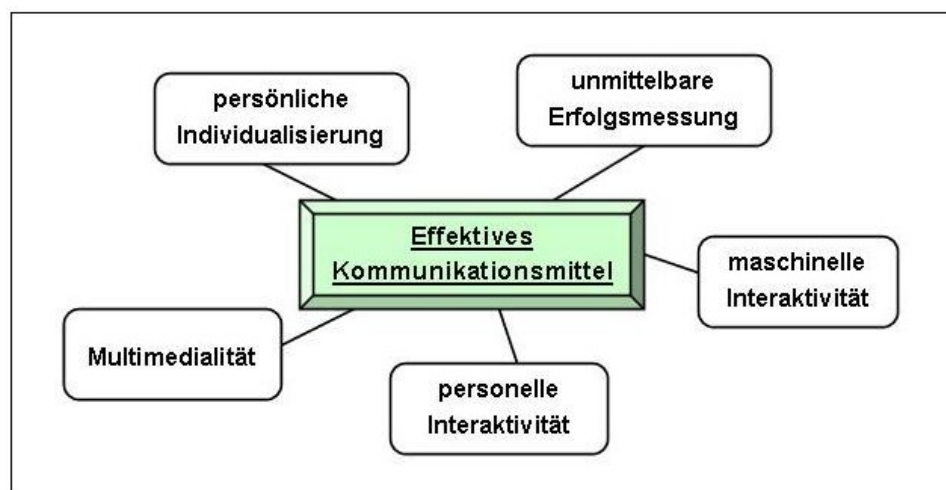 persönliche
Individualisierung
unmittelbare
Erfolgsmessung
Effektives
Kommunikationsmittel
maschinelle
Interaktivität
Multimedialität
personelle
Interaktivität